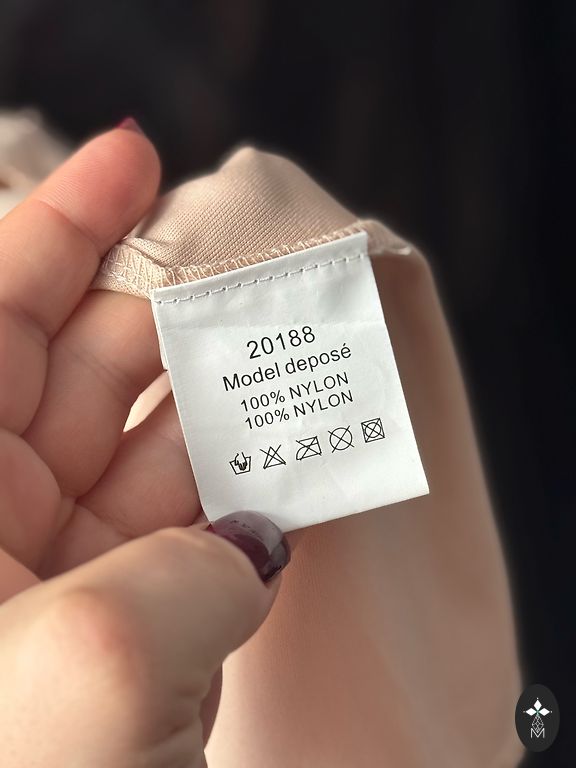 20188
Model deposé
100% NYLON
100% NYLON